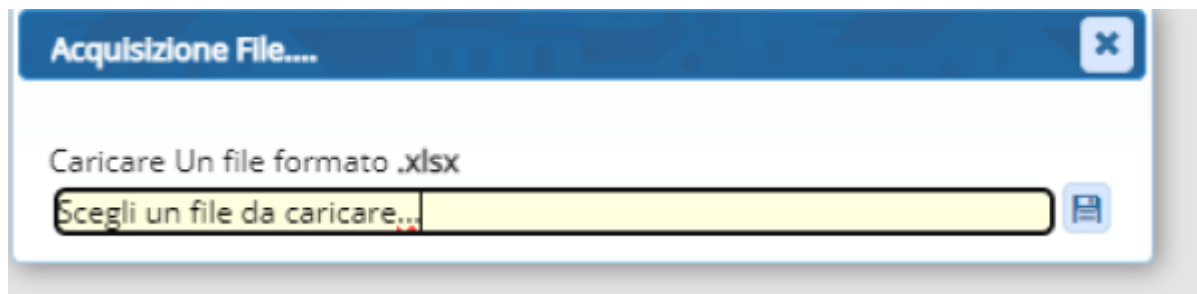 Acquisizione File....
Caricare Un file formato .xlsx
Scegli un file da caricare...